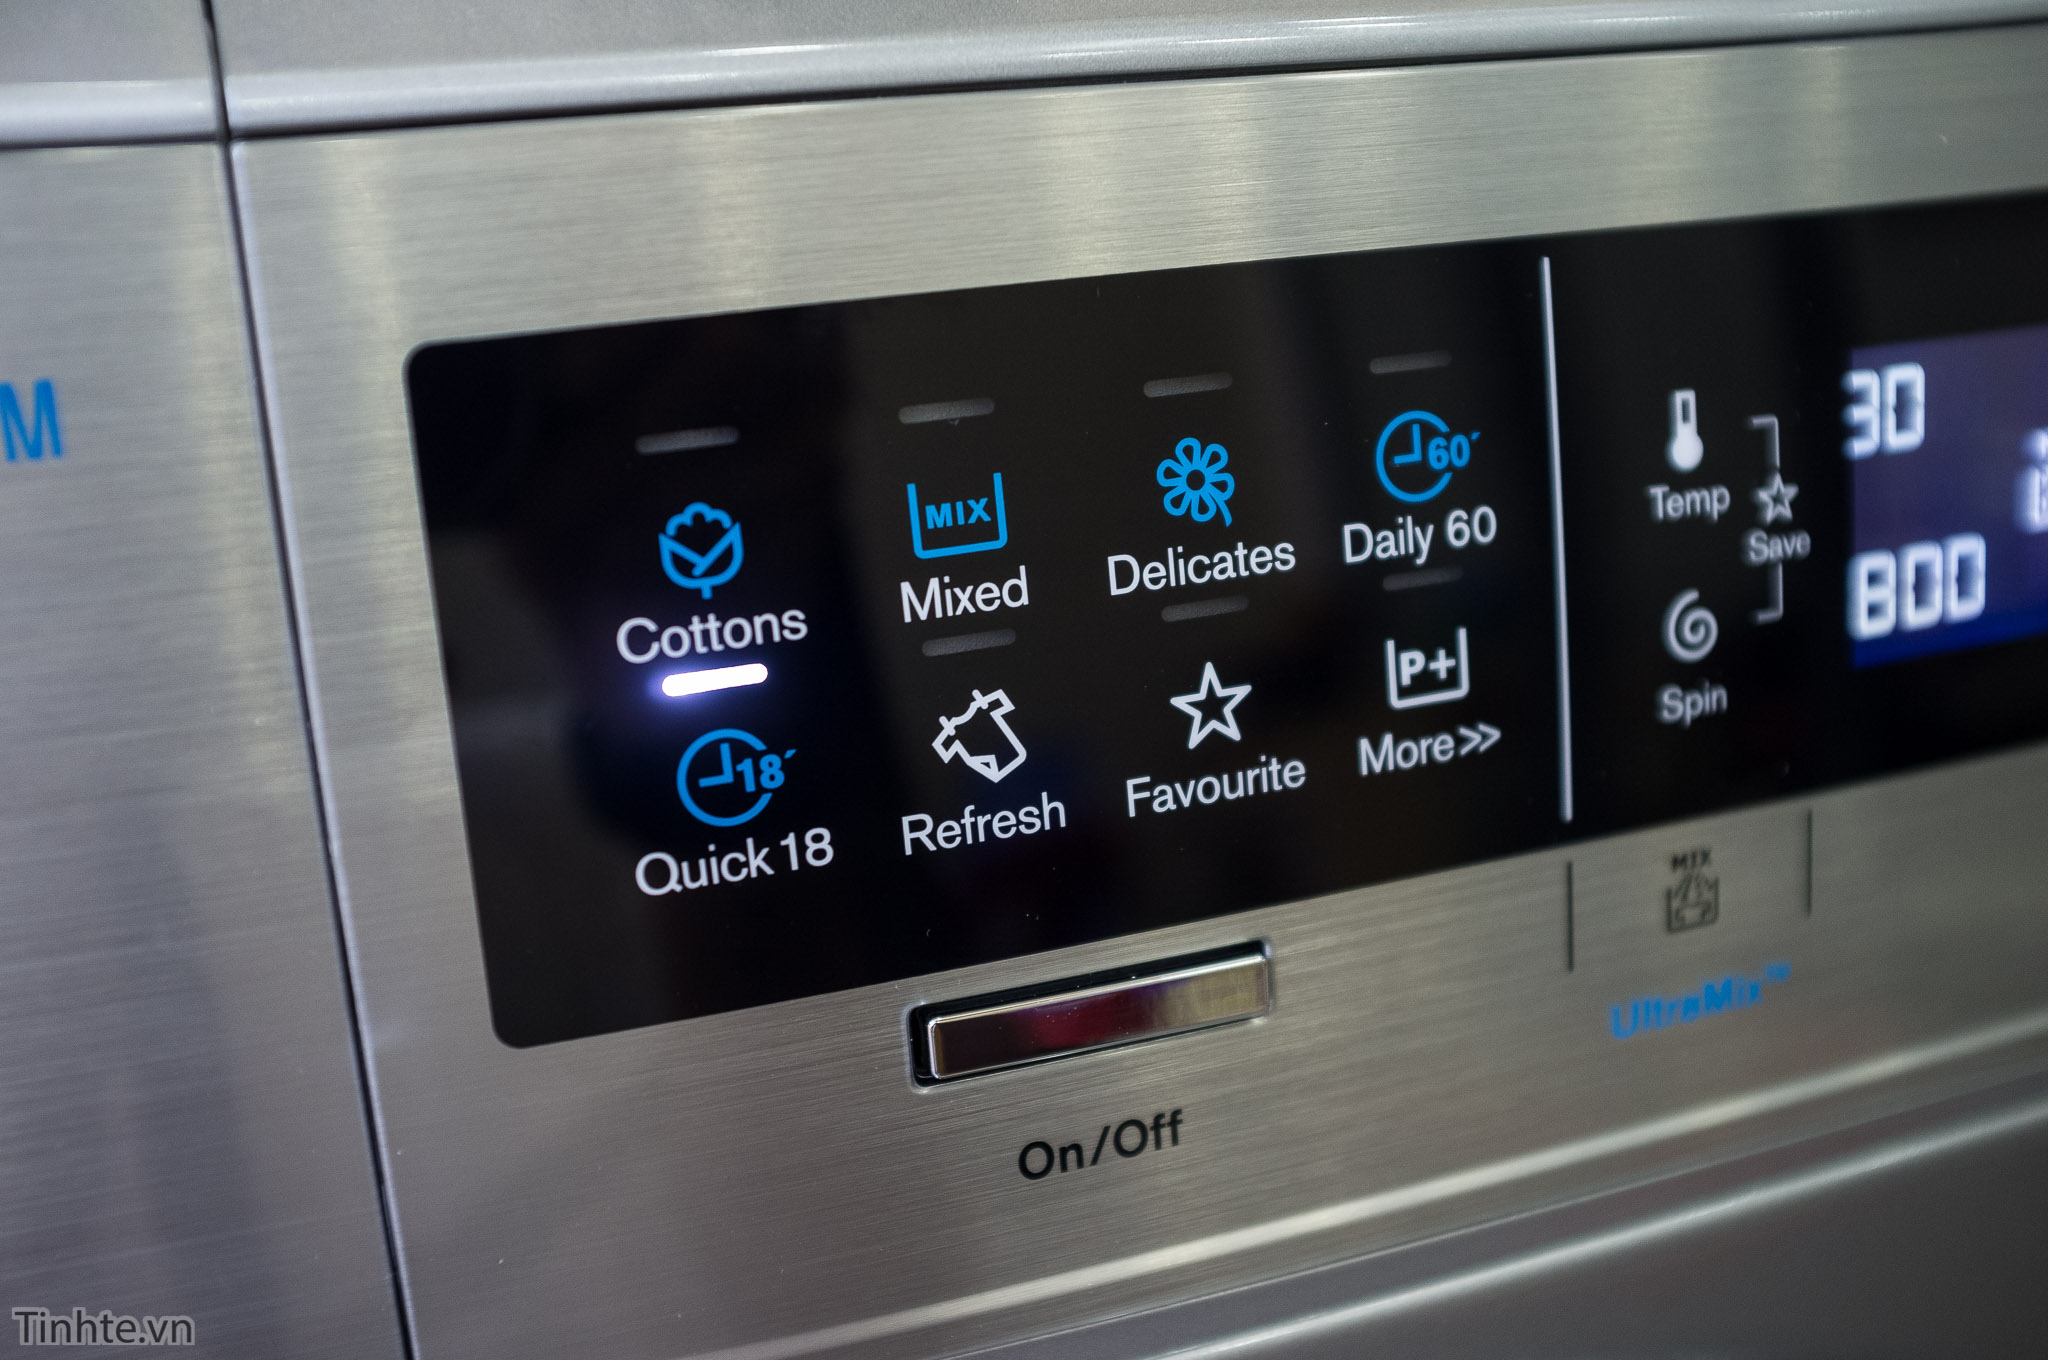 M
Cottons
MIX
Mixed
Delicates
60´
Daily 60
18´
Quick 18
Refresh
Favourite
P+
More>>
Temp
Save
Spin
30
800
MIX
UltraMix™
On/Off
Tinhte.vn